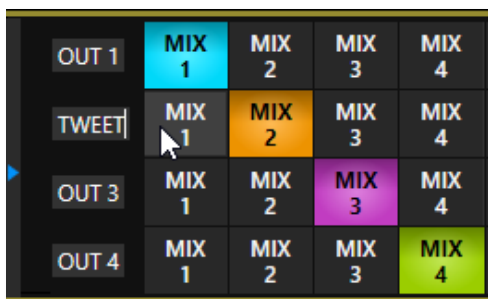 OUT 1 MIX 1 MIX 2 MIX 3 MIX 4
TWEET MIX 1 MIX 2 MIX 3 MIX 4
OUT 3 MIX 1 MIX 2 MIX 3 MIX 4
OUT 4 MIX 1 MIX 2 MIX 3 MIX 4